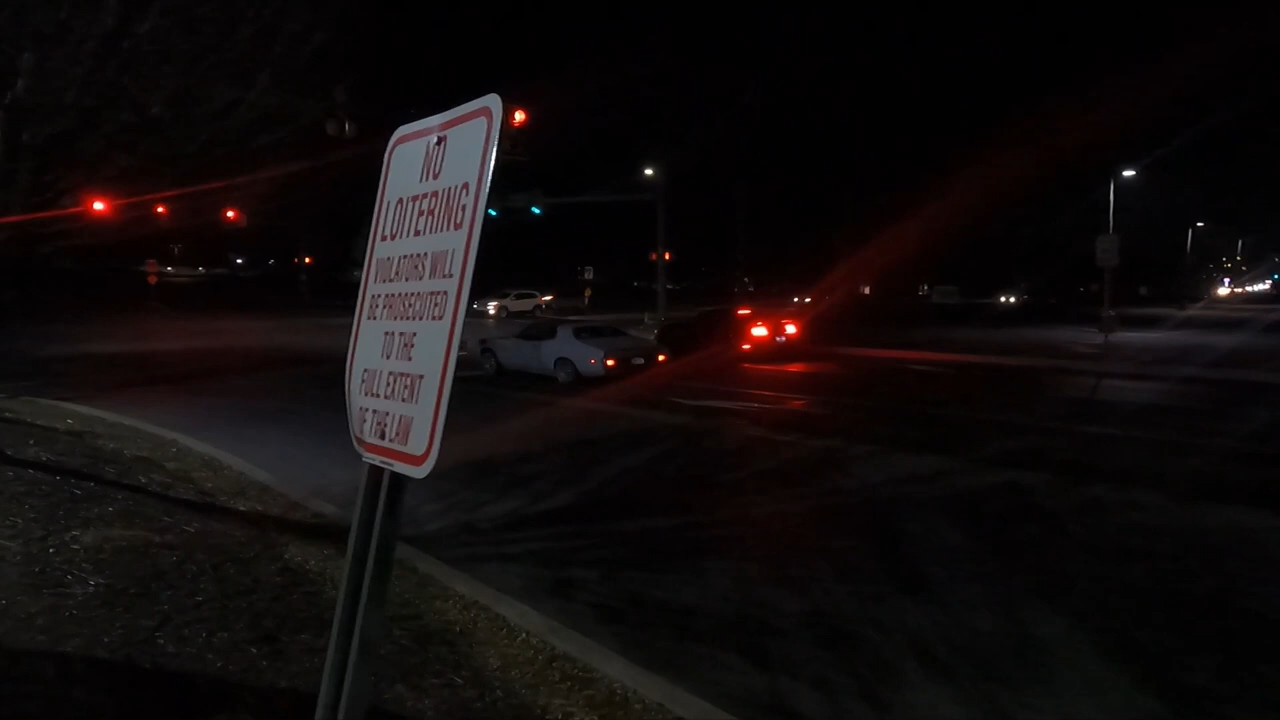 NO
LOITERING
VIOLATORS WILL
BE PROSECUTED
TO THE
FULL EXTENT
OF THE LAW